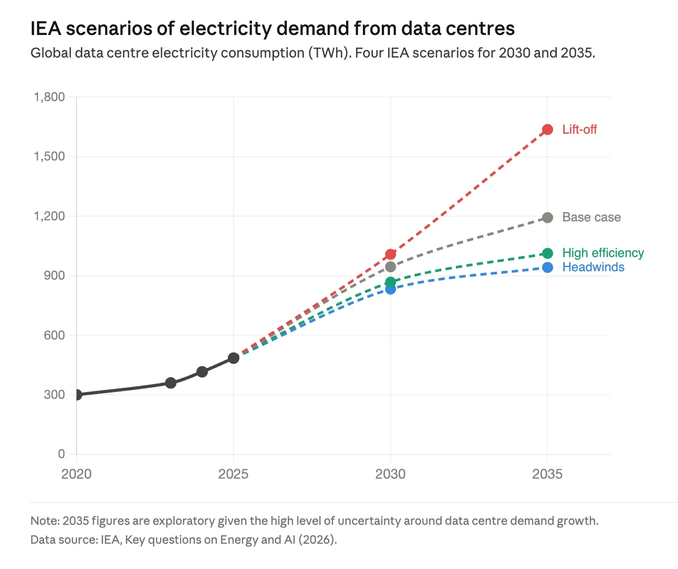 IEA scenarios of electricity demand from data centres
Global data centre electricity consumption (TWh). Four IEA scenarios for 2030 and 2035.
1,800
1,500
1,200
900
600
300
0
Lift-off
Base case
High efficiency
Headwinds
2020 2025 2030 2035
Note: 2035 figures are exploratory given the high level of uncertainty around data centre demand growth.
Data source: IEA, Key questions on Energy and AI (2026).